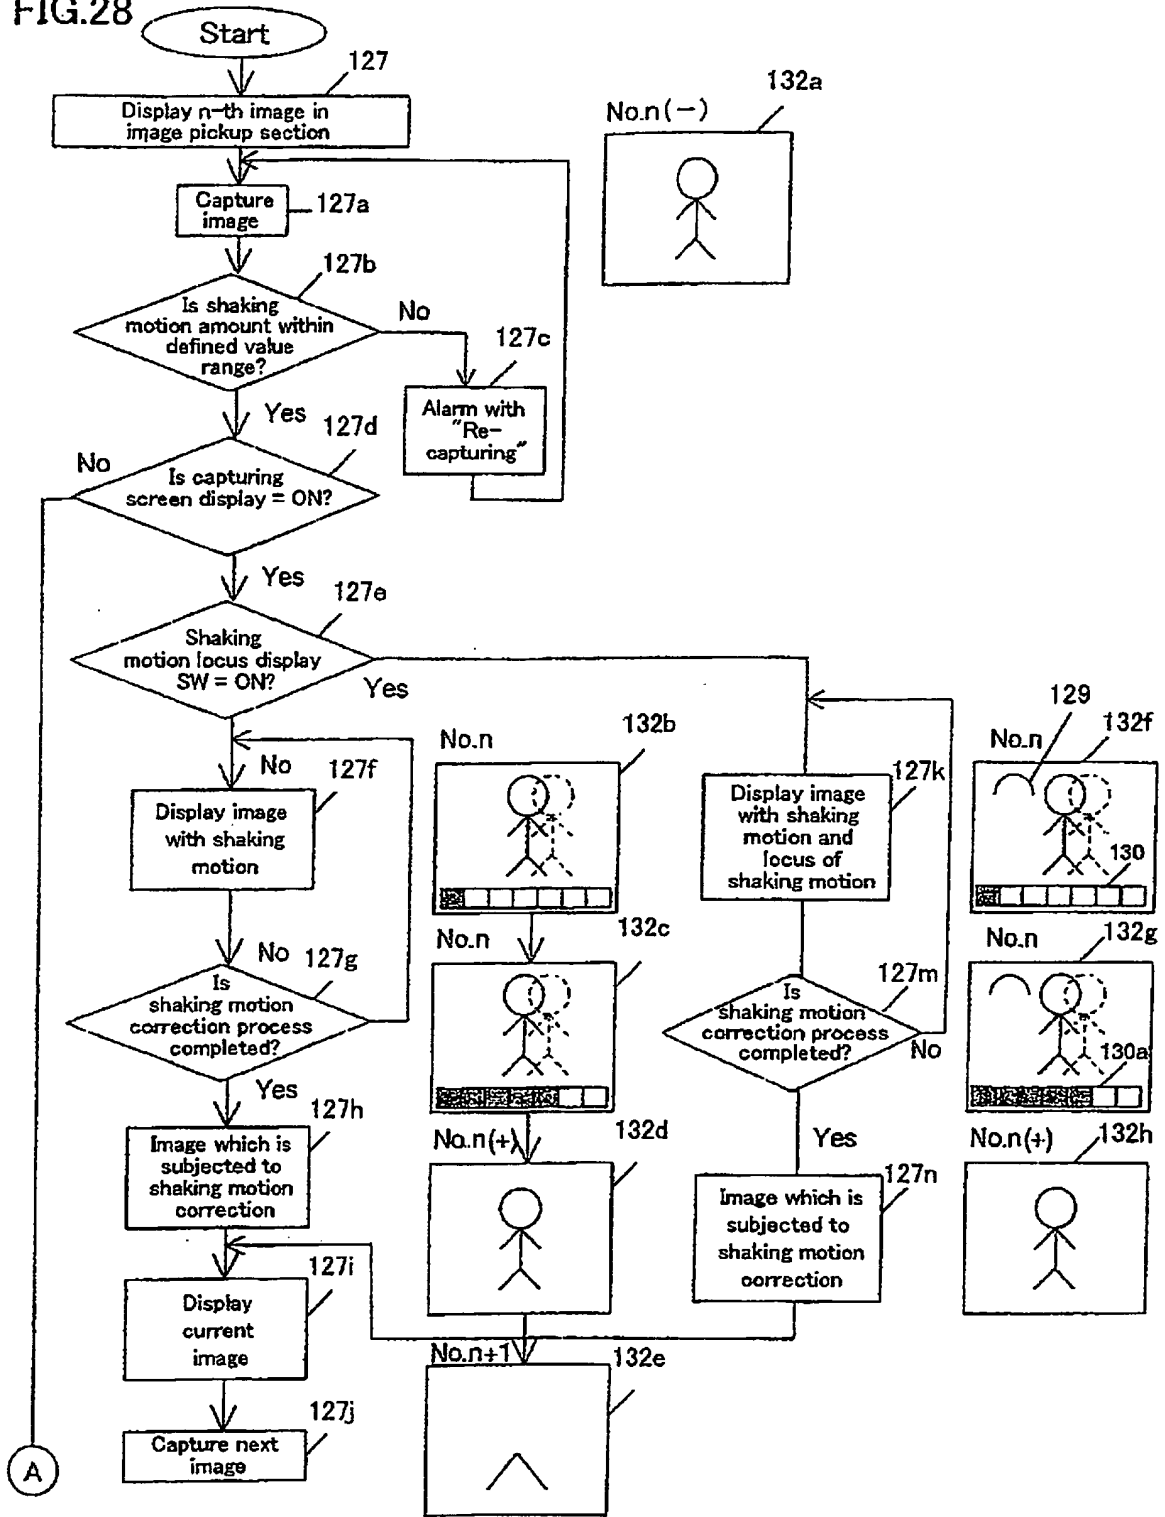 FIG.28
Start
127
Display n-th image in
image pickup section
132a
No.n(-)
Capture
image
127a
127b
Is shaking
motion amount within
defined value
range?
No
127c
Alarm with
"Re-
capturing"
Yes
127d
No
Is capturing
screen display = ON?
Yes
127e
Shaking
motion locus display
SW = ON?
Yes
No
127f
Display image
with shaking
motion
No
127g
Is
shaking motion
correction process
completed?
Yes
127h
Image which is
subjected to
shaking motion
correction
127i
Display
current
image
127j
Capture next
image
A
132b
No.n
132c
No.n
132d
No.n(+)
No.n+1
132e
127k
Display image
with shaking
motion and
locus of
shaking motion
127m
Is
shaking motion
correction process
completed?
No
Yes
127n
Image which is
subjected to
shaking motion
correction
129
132f
No.n
130
No.n
132g
130a
No.n(+)
132h